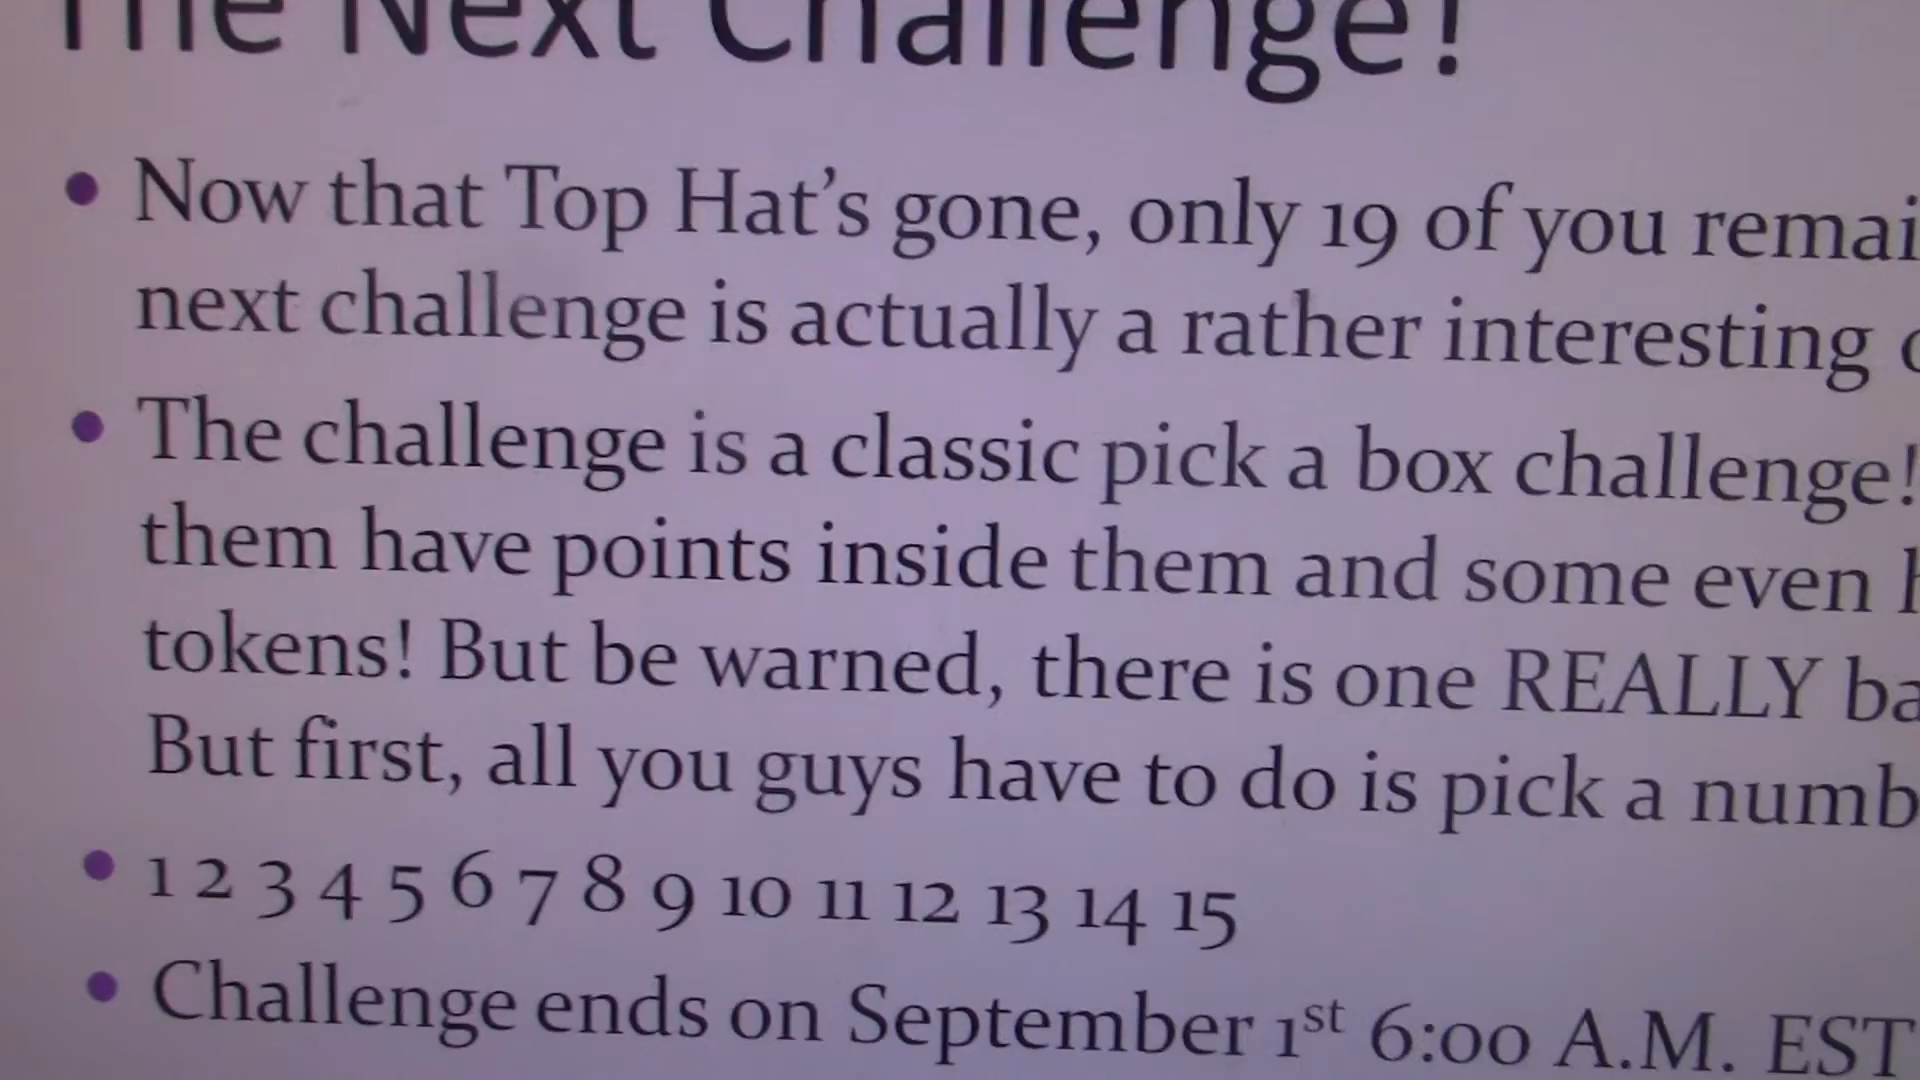 The Next Challenge!
• Now that Top Hat's gone, only 19 of you remai
next challenge is actually a rather interesting
• The challenge is a classic pick a box challenge!
them have points inside them and some even
tokens! But be warned, there is one REALLY ba
But first, all you guys have to do is pick a numb
• 1 2 3 4 5 6 7 8 9 10 11 12 13 14 15
• Challenge ends on September 1st 6:00 A.M. EST